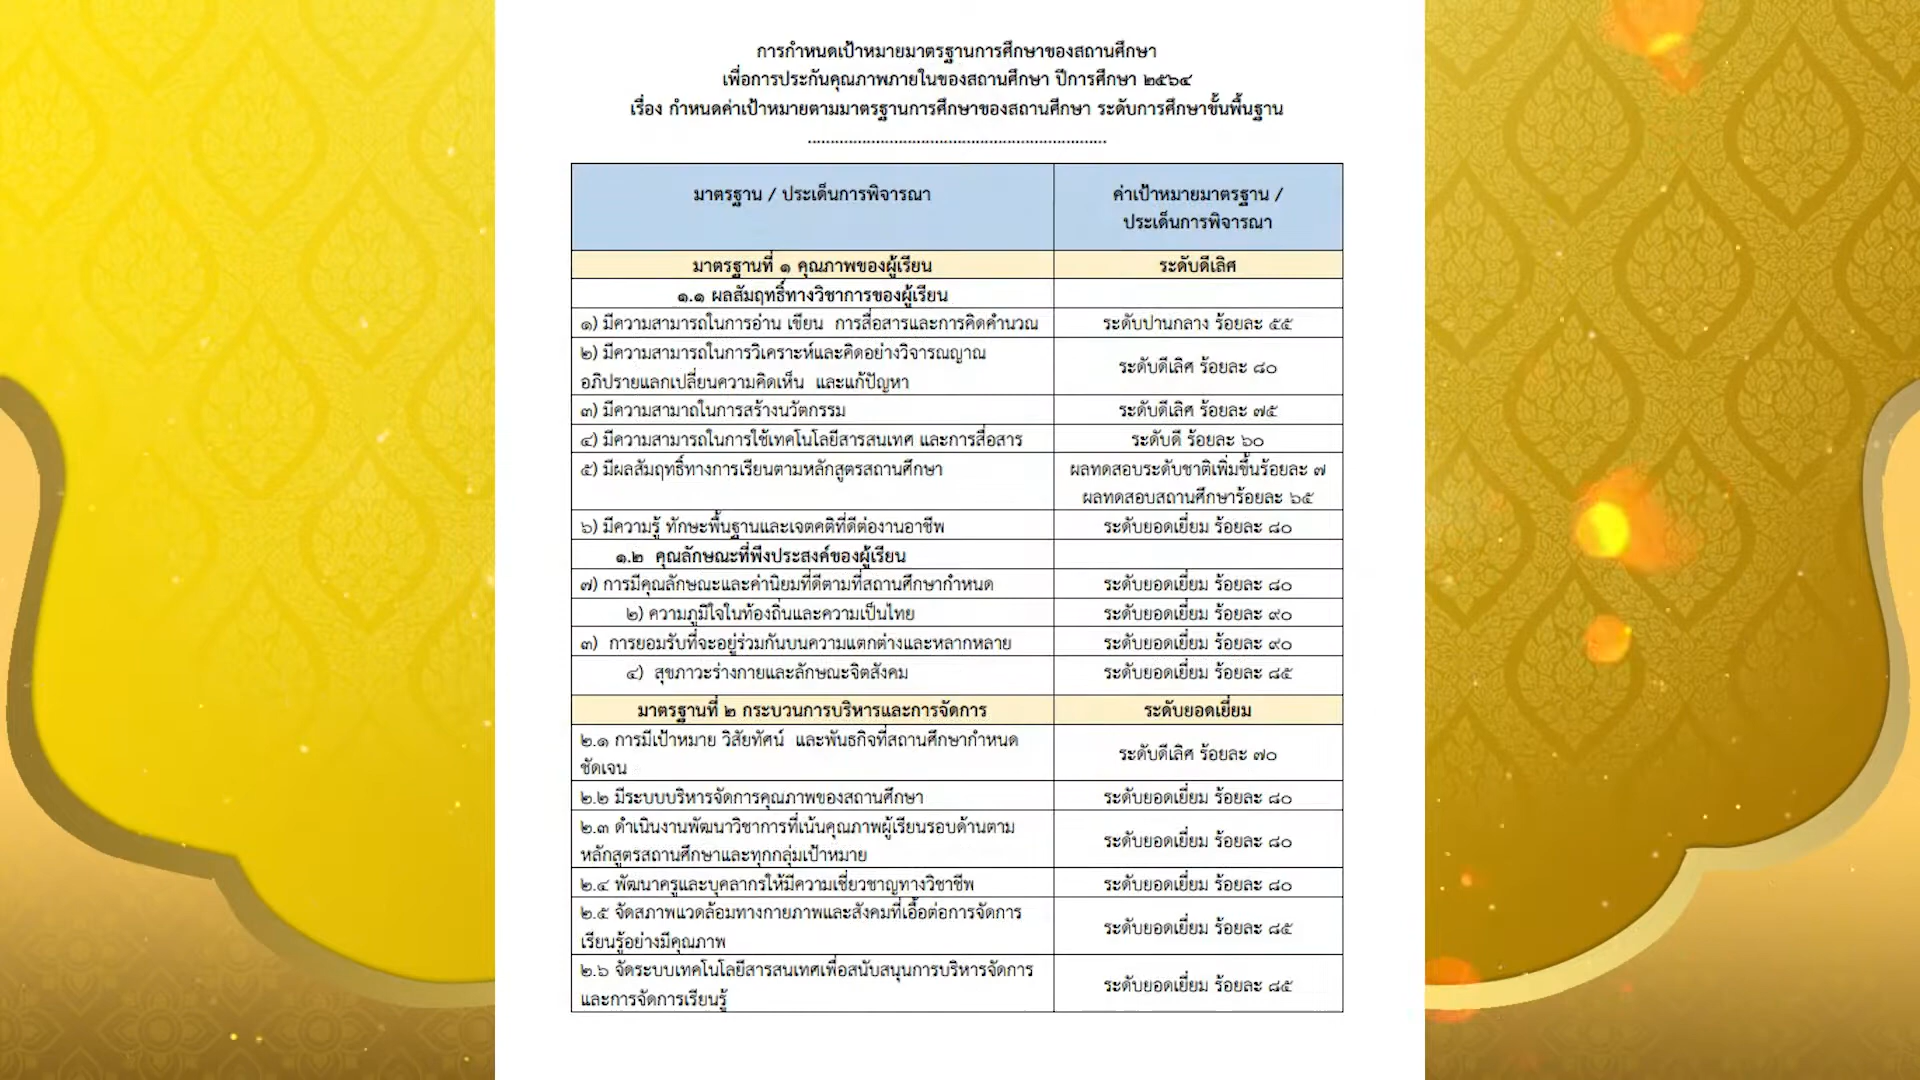 การกำหนดเป้าหมายมาตรฐานการศึกษาของสถานศึกษา
เพื่อการประกันคุณภาพภายในของสถานศึกษา ปีการศึกษา ๒๕๖๔
เรื่อง กำหนดค่าเป้าหมายตามมาตรฐานการศึกษาของสถานศึกษา ระดับการศึกษาขั้นพื้นฐาน
..................................................................
มาตรฐาน / ประเด็นการพิจารณา
ค่าเป้าหมายมาตรฐาน /
ประเด็นการพิจารณา
มาตรฐานที่ ๑ คุณภาพของผู้เรียน ระดับดีเลิศ
๑.๑ ผลสัมฤทธิ์ทางวิชาการของผู้เรียน
๑) มีความสามารถในการอ่าน เขียน การสื่อสารและการคิดคำนวณ ระดับปานกลาง ร้อยละ ๕๕
๒) มีความสามารถในการวิเคราะห์และคิดอย่างวิจารณญาณ
อภิปรายแลกเปลี่ยนความคิดเห็น และแก้ปัญหา
ระดับดีเลิศ ร้อยละ ๘๐
๓) มีความสามาถในการสร้างนวัตกรรม ระดับดีเลิศ ร้อยละ ๗๕
๔) มีความสามารถในการใช้เทคโนโลยีสารสนเทศ และการสื่อสาร ระดับดี ร้อยละ ๖๐
๕) มีผลสัมฤทธิ์ทางการเรียนตามหลักสูตรสถานศึกษา ผลทดสอบระดับชาติเพิ่มขึ้นร้อยละ ๗
ผลทดสอบสถานศึกษาร้อยละ ๖๕
๖) มีความรู้ ทักษะพื้นฐานและเจตคติที่ดีต่องานอาชีพ ระดับยอดเยี่ยม ร้อยละ ๘๐
๑.๒ คุณลักษณะที่พึงประสงค์ของผู้เรียน
๗) การมีคุณลักษณะและค่านิยมที่ดีตามที่สถานศึกษากำหนด ระดับยอดเยี่ยม ร้อยละ ๘๐
๒) ความภูมิใจในท้องถิ่นและความเป็นไทย ระดับยอดเยี่ยม ร้อยละ ๙๐
๓) การยอมรับที่จะอยู่ร่วมกันบนความแตกต่างและหลากหลาย ระดับยอดเยี่ยม ร้อยละ ๙๐
๔) สุขภาวะร่างกายและลักษณะจิตสังคม ระดับยอดเยี่ยม ร้อยละ ๘๕
มาตรฐานที่ ๒ กระบวนการบริหารและการจัดการ ระดับยอดเยี่ยม
๒.๑ การมีเป้าหมาย วิสัยทัศน์ และพันธกิจที่สถานศึกษากำหนด
ชัดเจน
ระดับดีเลิศ ร้อยละ ๗๐
๒.๒ มีระบบบริหารจัดการคุณภาพของสถานศึกษา ระดับยอดเยี่ยม ร้อยละ ๘๐
๒.๓ ดำเนินงานพัฒนาวิชาการที่เน้นคุณภาพผู้เรียนรอบด้านตาม
หลักสูตรสถานศึกษาและทุกกลุ่มเป้าหมาย
ระดับยอดเยี่ยม ร้อยละ ๘๐
๒.๔ พัฒนาครูและบุคลากรให้มีความเชี่ยวชาญทางวิชาชีพ ระดับยอดเยี่ยม ร้อยละ ๘๐
๒.๕ จัดสภาพแวดล้อมทางกายภาพและสังคมที่เอื้อต่อการจัดการ
เรียนรู้อย่างมีคุณภาพ
ระดับยอดเยี่ยม ร้อยละ ๘๕
๒.๖ จัดระบบเทคโนโลยีสารสนเทศเพื่อสนับสนุนการบริหารจัดการ
และการจัดการเรียนรู้
ระดับยอดเยี่ยม ร้อยละ ๘๕